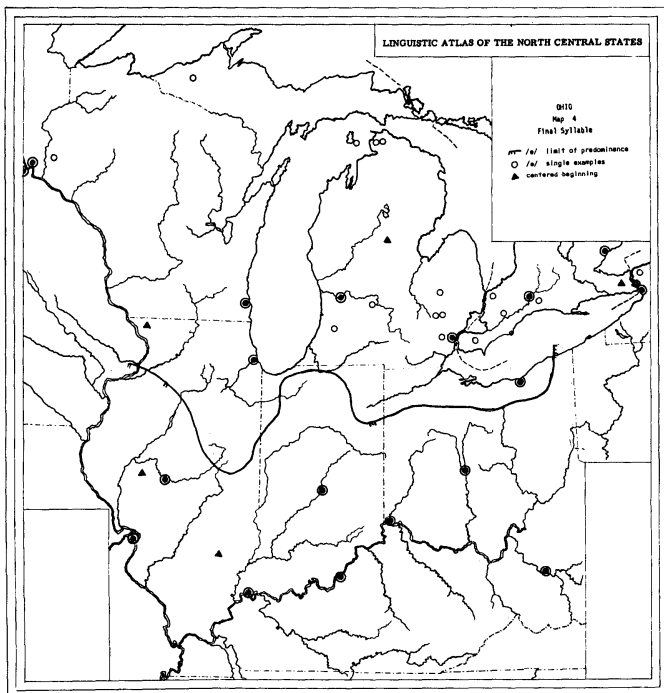 LINGUISTIC ATLAS OF THE NORTH CENTRAL STATES
OHIO
Map 4
Final Syllable
/ə/ limit of predominance
/ə/ single examples
centered beginning